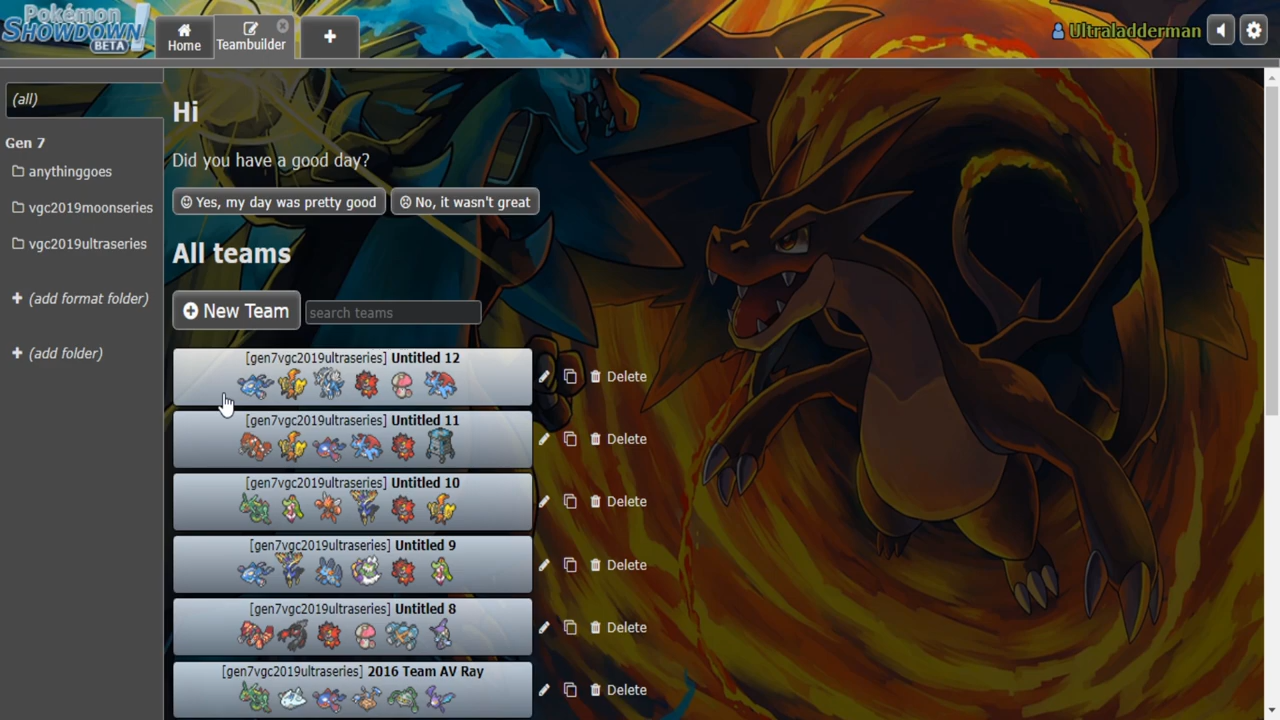 Pokémon
SHOWDOWN!
BETA
Home
Teambuilder
+
Ultraladderman
(all)
Gen 7
anythinggoes
vgc2019moonseries
vgc2019ultraseries
+ (add format folder)
+ (add folder)
Hi
Did you have a good day?
Yes, my day was pretty good
No, it wasn't great
All teams
New Team
search teams
[gen7vgc2019ultraseries] Untitled 12
Delete
[gen7vgc2019ultraseries] Untitled 11
Delete
[gen7vgc2019ultraseries] Untitled 10
Delete
[gen7vgc2019ultraseries] Untitled 9
Delete
[gen7vgc2019ultraseries] Untitled 8
Delete
[gen7vgc2019ultraseries] 2016 Team AV Ray
Delete